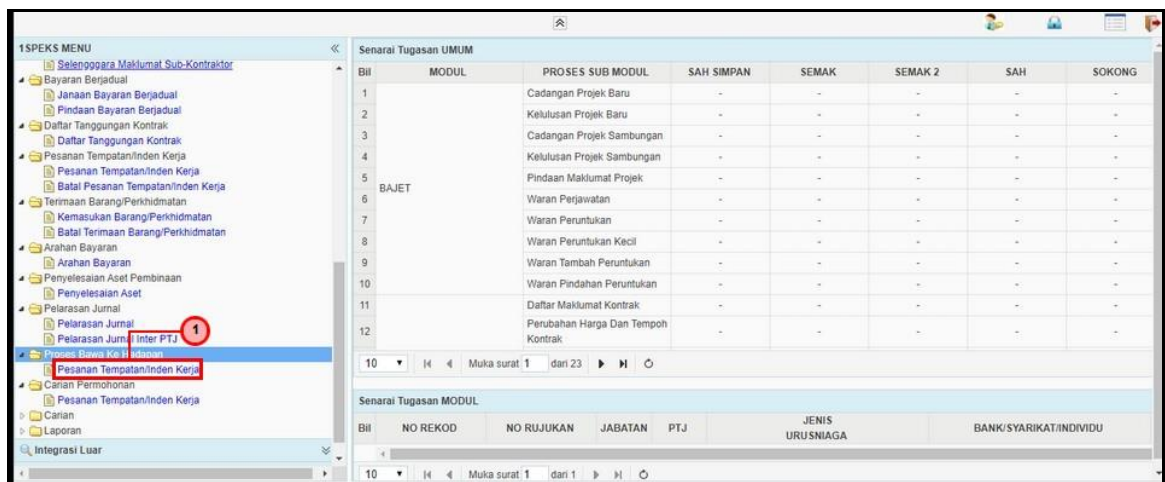 1SPEKS MENU
Selenggara Maklumat Sub-Kontraktor
Bayaran Berjadual
Janaan Bayaran Berjadual
Pindaan Bayaran Berjadual
Daftar Tanggungan Kontrak
Daftar Tanggungan Kontrak
Pesanan Tempatan/Inden Kerja
Pesanan Tempatan/Inden Kerja
Batal Pesanan Tempatan/Inden Kerja
Terimaan Barang/Perkhidmatan
Kemasukan Barang/Perkhidmatan
Batal Terimaan Barang/Perkhidmatan
Arahan Bayaran
Arahan Bayaran
Penyelesaian Aset Pembinaan
Penyelesaian Aset
Pelarasan Jurnal
Pelarasan Jurnal
Pelarasan Jurnal Inter PTJ
1
Proses Bawa Ke Hadapan
Pesanan Tempatan/Inden Kerja
Carian Permohonan
Pesanan Tempatan/Inden Kerja
Carian
Laporan
Integrasi Luar
Senarai Tugasan UMUM
Bil MODUL PROSES SUB MODUL SAH SIMPAN SEMAK SEMAK 2 SAH SOKONG
1 Cadangan Projek Baru - - - - -
2 Kelulusan Projek Baru - - - - -
3 Cadangan Projek Sambungan - - - - -
4 Kelulusan Projek Sambungan - - - - -
5 Pindaan Maklumat Projek - - - - -
BAJET
6 Waran Perjawatan - - - - -
7 Waran Peruntukan - - - - -
8 Waran Peruntukan Kecil - - - - -
9 Waran Tambah Peruntukan - - - - -
10 Waran Pindahan Peruntukan - - - - -
11 Daftar Maklumat Kontrak - - - - -
12 Perubahan Harga Dan Tempoh - - - - -
Kontrak
10 Muka surat 1 dari 23
Senarai Tugasan MODUL
Bil NO REKOD NO RUJUKAN JABATAN PTJ JENIS URUSNIAGA BANK/SYARIKAT/INDIVIDU
10 Muka surat 1 dari 1